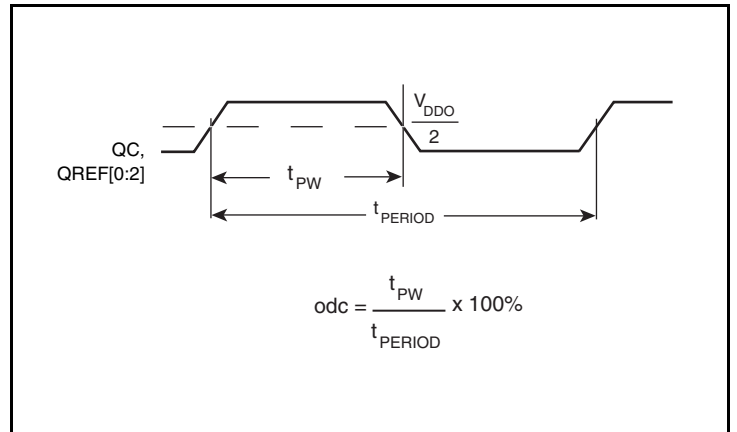 V_DDO
2
QC,
QREF[0:2]
t_PW
t_PERIOD
odc = t_PW / t_PERIOD x 100%